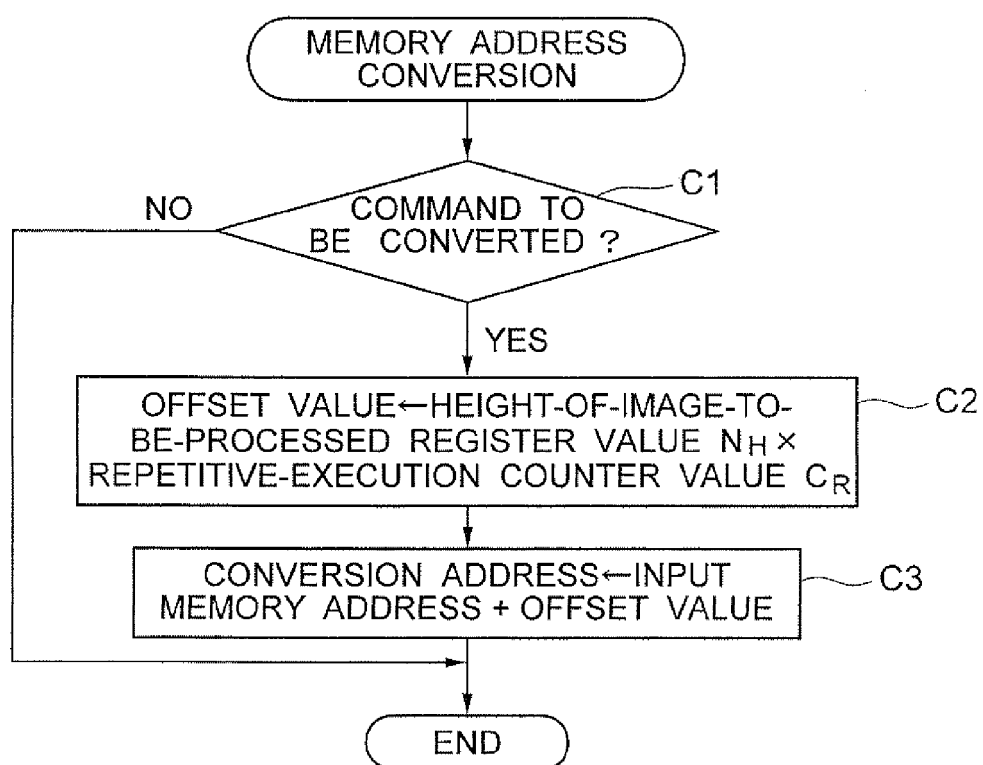 MEMORY ADDRESS
CONVERSION
C1
NO
COMMAND TO
BE CONVERTED ?
YES
C2
OFFSET VALUE←HEIGHT-OF-IMAGE-TO-
BE-PROCESSED REGISTER VALUE NH×
REPETITIVE-EXECUTION COUNTER VALUE CR
CONVERSION ADDRESS←INPUT
MEMORY ADDRESS + OFFSET VALUE
C3
END